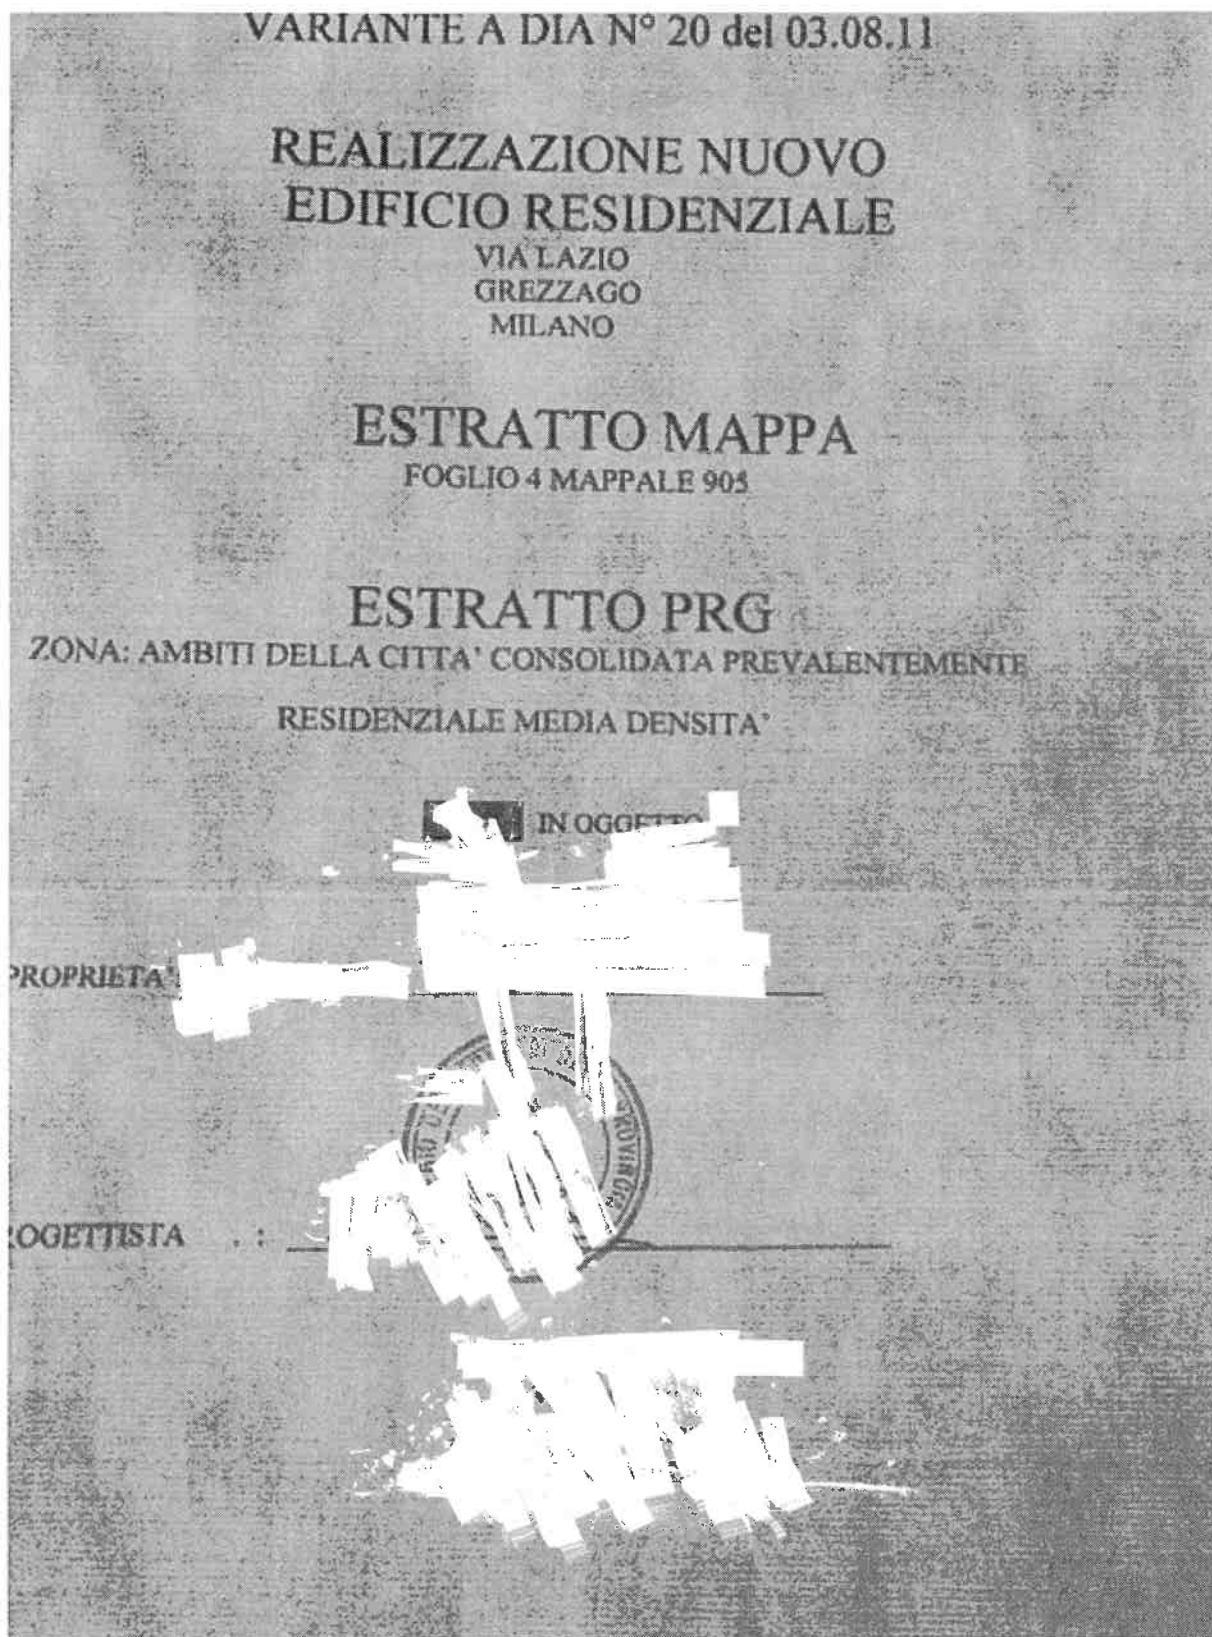 VARIANTE A DIA N° 20 del 03.08.11
REALIZZAZIONE NUOVO
EDIFICIO RESIDENZIALE
VIA LAZIO
GREZZAGO
MILANO
ESTRATTO MAPPA
FOGLIO 4 MAPPALE 905
ESTRATTO PRG
ZONA: AMBITI DELLA CITTA' CONSOLIDATA PREVALENTEMENTE
RESIDENZIALE MEDIA DENSITA'
IN OGGETTO
PROPRIETA'
ROGETTISTA . :